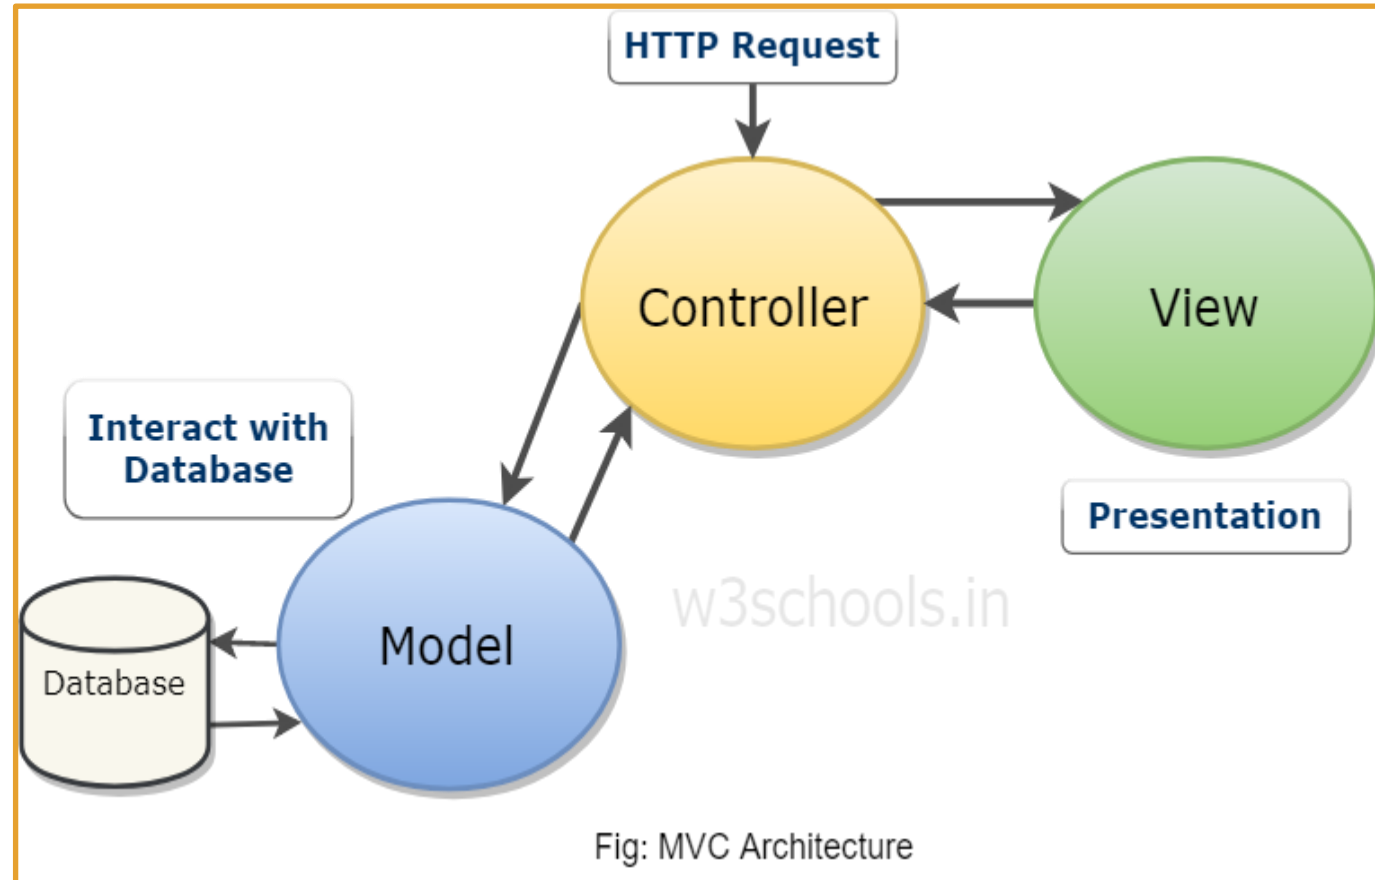 HTTP Request
Controller
View
Interact with
Database
Presentation
w3schools.in
Model
Database
Fig: MVC Architecture